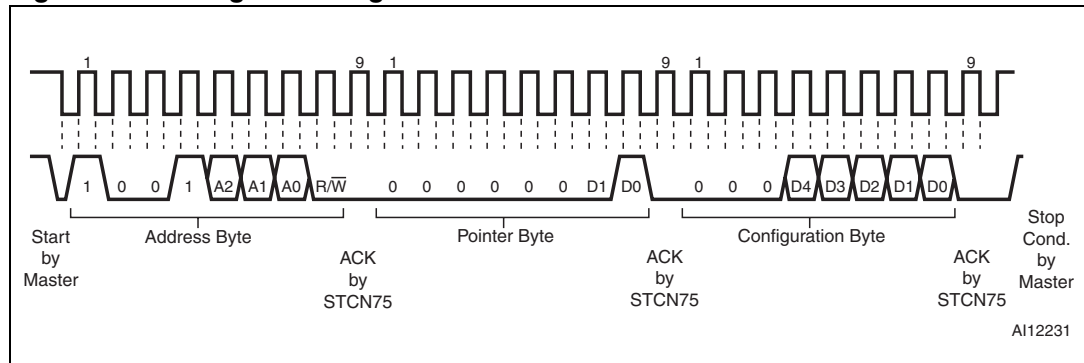 1 9 1 9 1 9
1 0 0 1 A2 A1 A0 R/W 0 0 0 0 0 0 D1 D0 0 0 0 D4 D3 D2 D1 D0
Start
by
Master
Address Byte
ACK
by
STCN75
Pointer Byte
ACK
by
STCN75
Configuration Byte
ACK
by
STCN75
Stop
Cond.
by
Master
AI12231